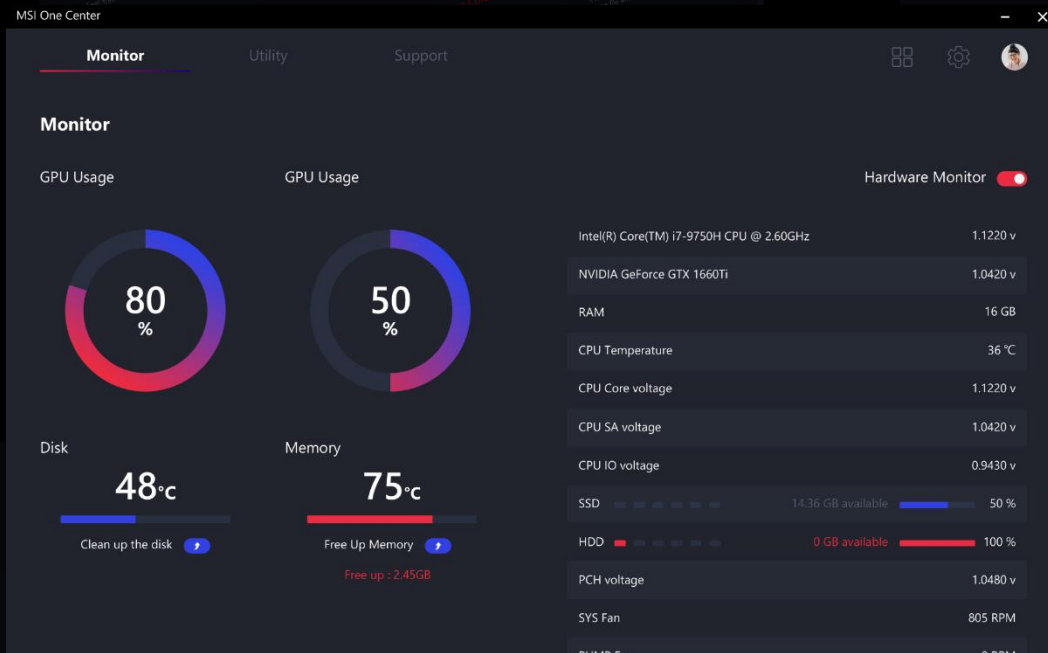 MSI One Center
Monitor Utility Support
Monitor
GPU Usage GPU Usage
Hardware Monitor
80
%
50
%
Disk
48°C
Clean up the disk
Memory
75°C
Free Up Memory
Free up : 2.45GB
Intel(R) Core(TM) i7-9750H CPU @ 2.60GHz 1.1220 v
NVIDIA GeForce GTX 1660Ti 1.0420 v
RAM 16 GB
CPU Temperature 36 °C
CPU Core voltage 1.1220 v
CPU SA voltage 1.0420 v
CPU IO voltage 0.9430 v
SSD 14.36 GB available 50 %
HDD 0 GB available 100 %
PCH voltage 1.0480 v
SYS Fan 805 RPM